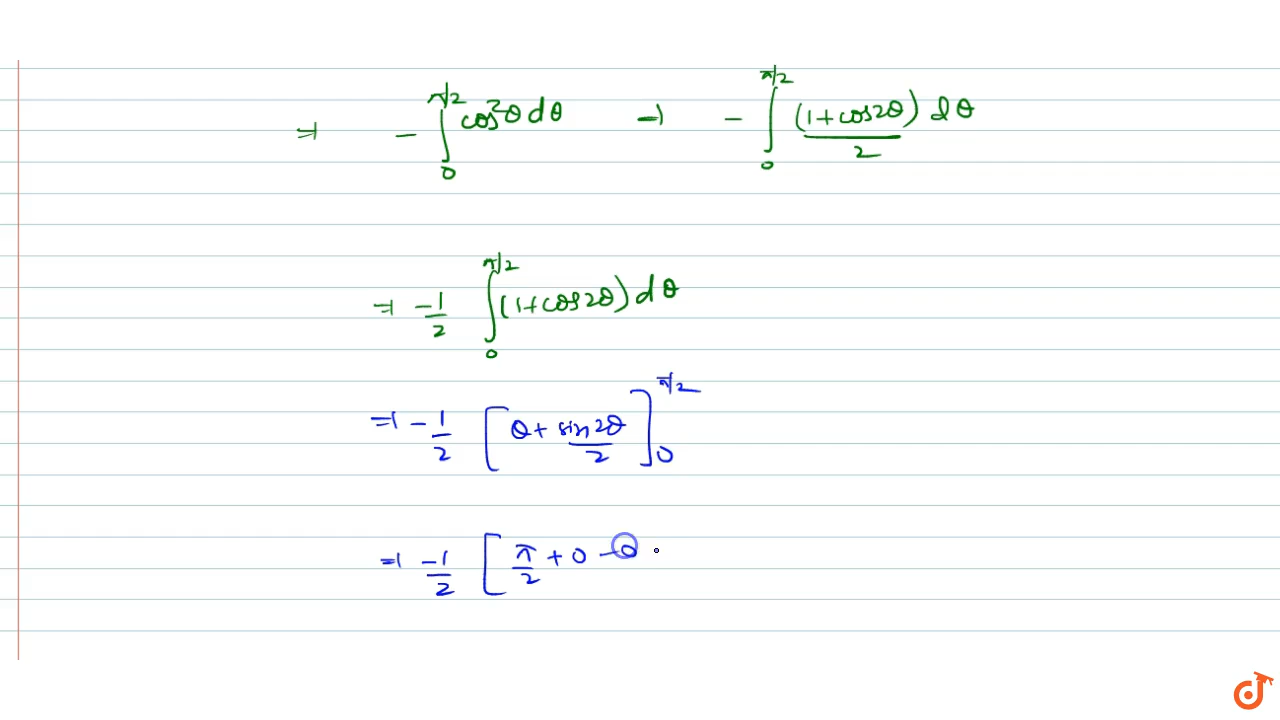 ⇒ - ∫₀^{π/2} cos²θ dθ ⇒ - ∫₀^{π/2} (1+cos2θ)/2 dθ
⇒ -1/2 ∫₀^{π/2} (1+cos2θ) dθ
⇒ -1/2 [θ + sin2θ/2]₀^{π/2}
⇒ -1/2 [π/2 + 0 - 0